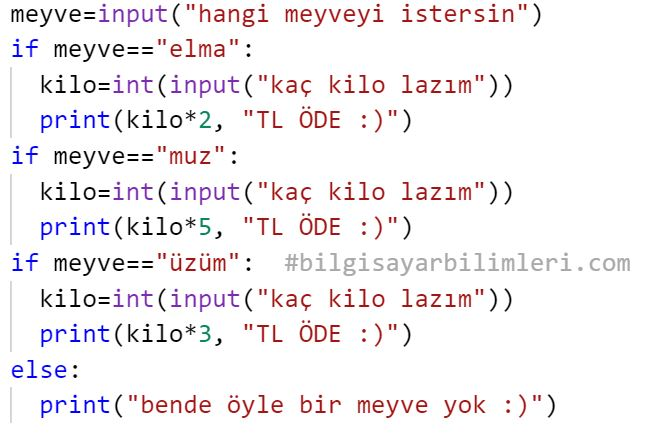 meyve=input("hangi meyveyi istersin")
if meyve=="elma":
  kilo=int(input("kaç kilo lazım"))
  print(kilo*2, "TL ÖDE :)")
if meyve=="muz":
  kilo=int(input("kaç kilo lazım"))
  print(kilo*5, "TL ÖDE :)")
if meyve=="üzüm":  #bilgisayarbilimleri.com
  kilo=int(input("kaç kilo lazım"))
  print(kilo*3, "TL ÖDE :)")
else:
  print("bende öyle bir meyve yok :)")